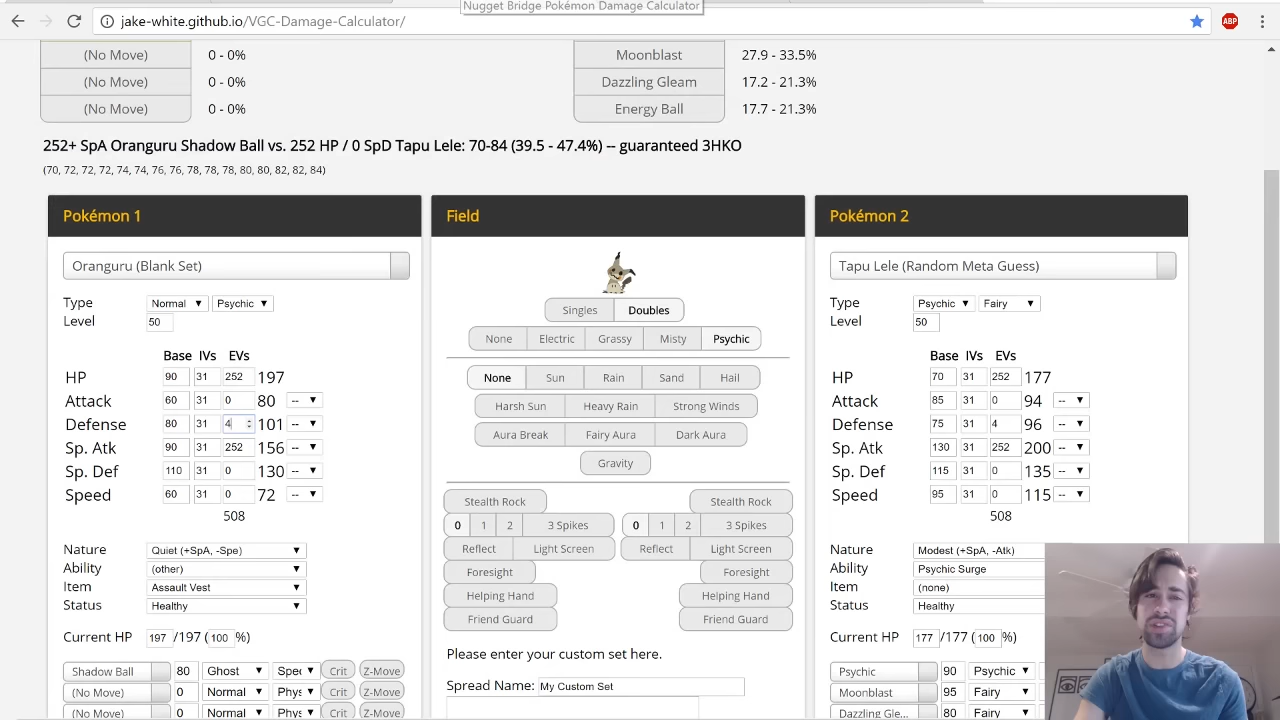 Nugget Bridge Pokémon Damage Calculator
jake-white.github.io/VGC-Damage-Calculator/
ABP
(No Move) 0 - 0% Moonblast 27.9 - 33.5%
(No Move) 0 - 0% Dazzling Gleam 17.2 - 21.3%
(No Move) 0 - 0% Energy Ball 17.7 - 21.3%
252+ SpA Oranguru Shadow Ball vs. 252 HP / 0 SpD Tapu Lele: 70-84 (39.5 - 47.4%) -- guaranteed 3HKO
(70, 72, 72, 72, 74, 74, 76, 76, 78, 78, 78, 80, 80, 82, 82, 84)
Pokémon 1
Oranguru (Blank Set)
Type Normal Psychic
Level 50
Base IVs EVs
HP 90 31 252 197
Attack 60 31 0 80 --
Defense 80 31 4 101 --
Sp. Atk 90 31 252 156 --
Sp. Def 110 31 0 130 --
Speed 60 31 0 72 --
508
Nature Quiet (+SpA, -Spe)
Ability (other)
Item Assault Vest
Status Healthy
Current HP 197 /197 ( 100 %)
Shadow Ball 80 Ghost Spec Crit Z-Move
(No Move) 0 Normal Phys Crit Z-Move
(No Move) 0 Normal Phys Crit Z-Move
Field
Singles Doubles
None Electric Grassy Misty Psychic
None Sun Rain Sand Hail
Harsh Sun Heavy Rain Strong Winds
Aura Break Fairy Aura Dark Aura
Gravity
Stealth Rock Stealth Rock
0 1 2 3 Spikes 0 1 2 3 Spikes
Reflect Light Screen Reflect Light Screen
Foresight Foresight
Helping Hand Helping Hand
Friend Guard Friend Guard
Please enter your custom set here.
Spread Name: My Custom Set
Pokémon 2
Tapu Lele (Random Meta Guess)
Type Psychic Fairy
Level 50
Base IVs EVs
HP 70 31 252 177
Attack 85 31 0 94 --
Defense 75 31 4 96 --
Sp. Atk 130 31 252 200 --
Sp. Def 115 31 0 135 --
Speed 95 31 0 115 --
508
Nature Modest (+SpA, -Atk)
Ability Psychic Surge
Item (none)
Status Healthy
Current HP 177 /177 ( 100 %)
Psychic 90 Psychic
Moonblast 95 Fairy
Dazzling Gle... 80 Fairy